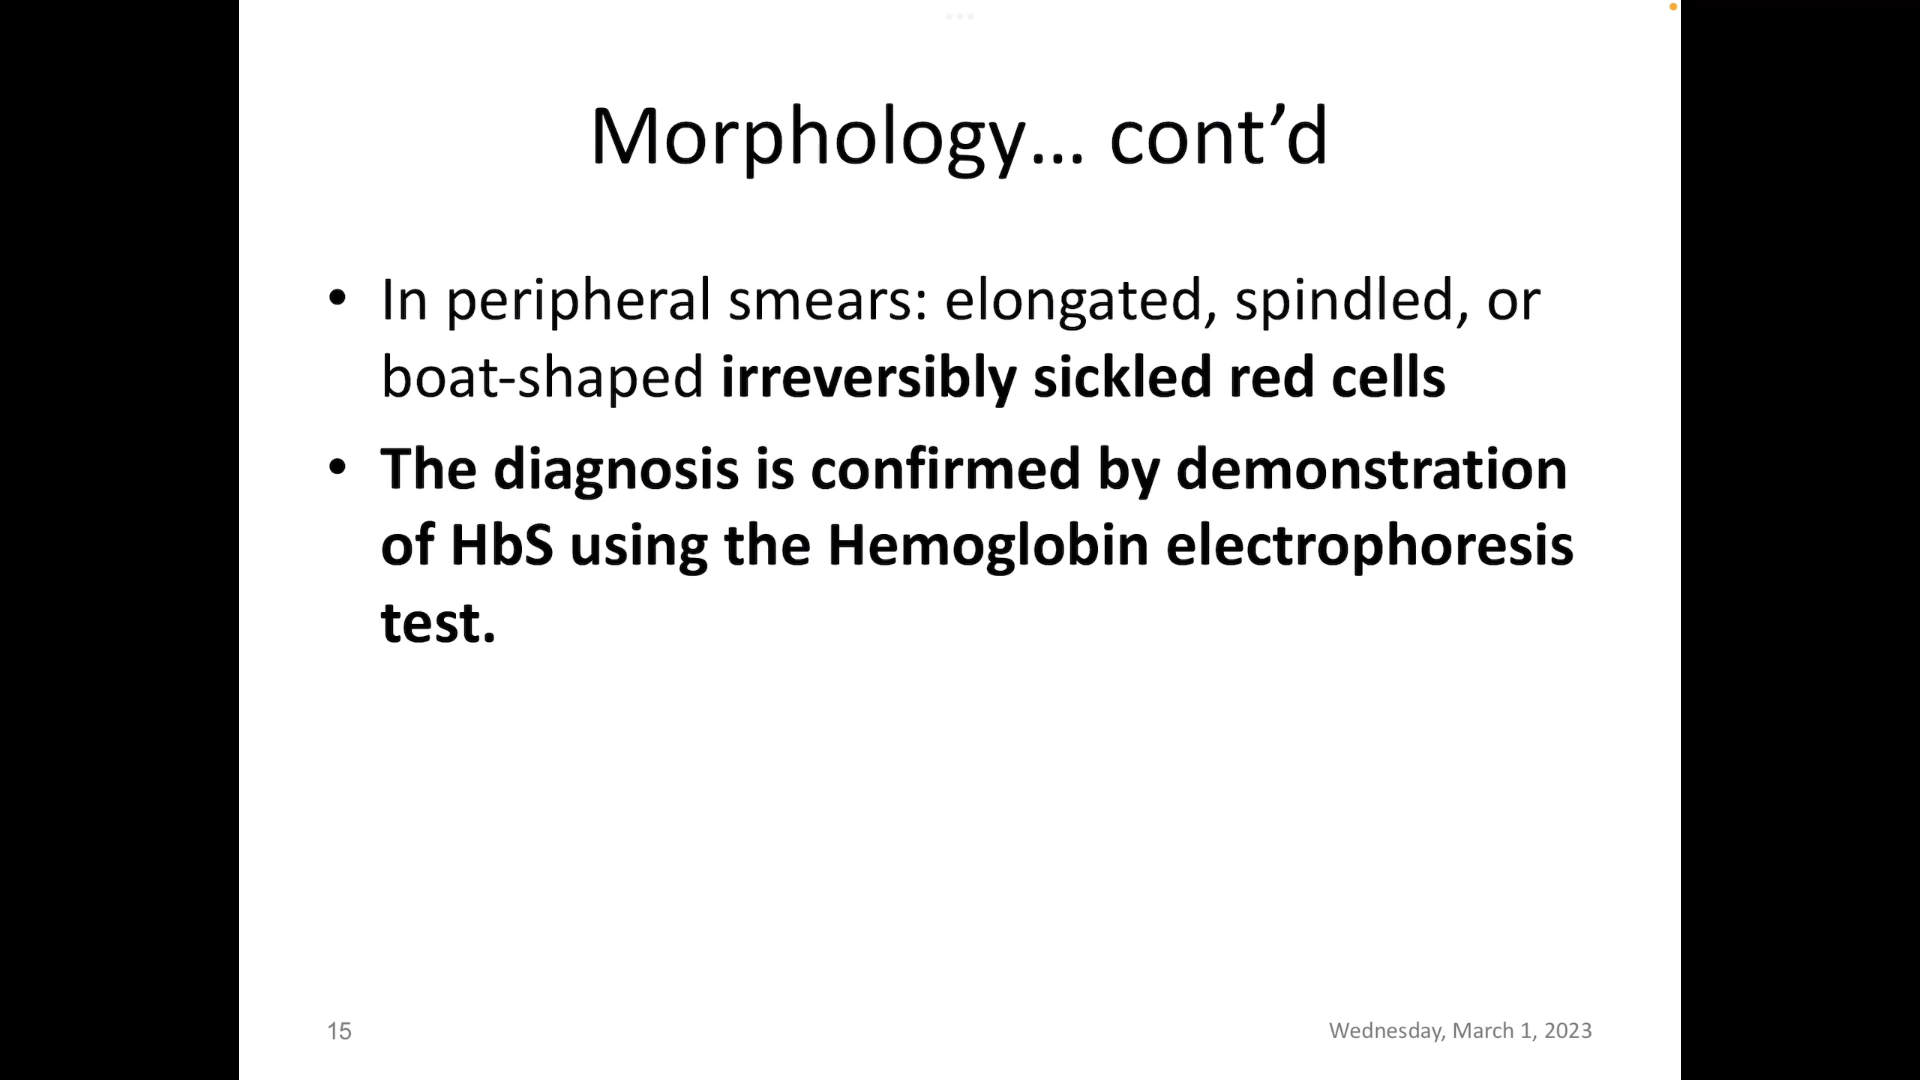 Morphology... cont’d
• In peripheral smears: elongated, spindled, or
boat-shaped irreversibly sickled red cells
• The diagnosis is confirmed by demonstration
of HbS using the Hemoglobin electrophoresis
test.
15
Wednesday, March 1, 2023